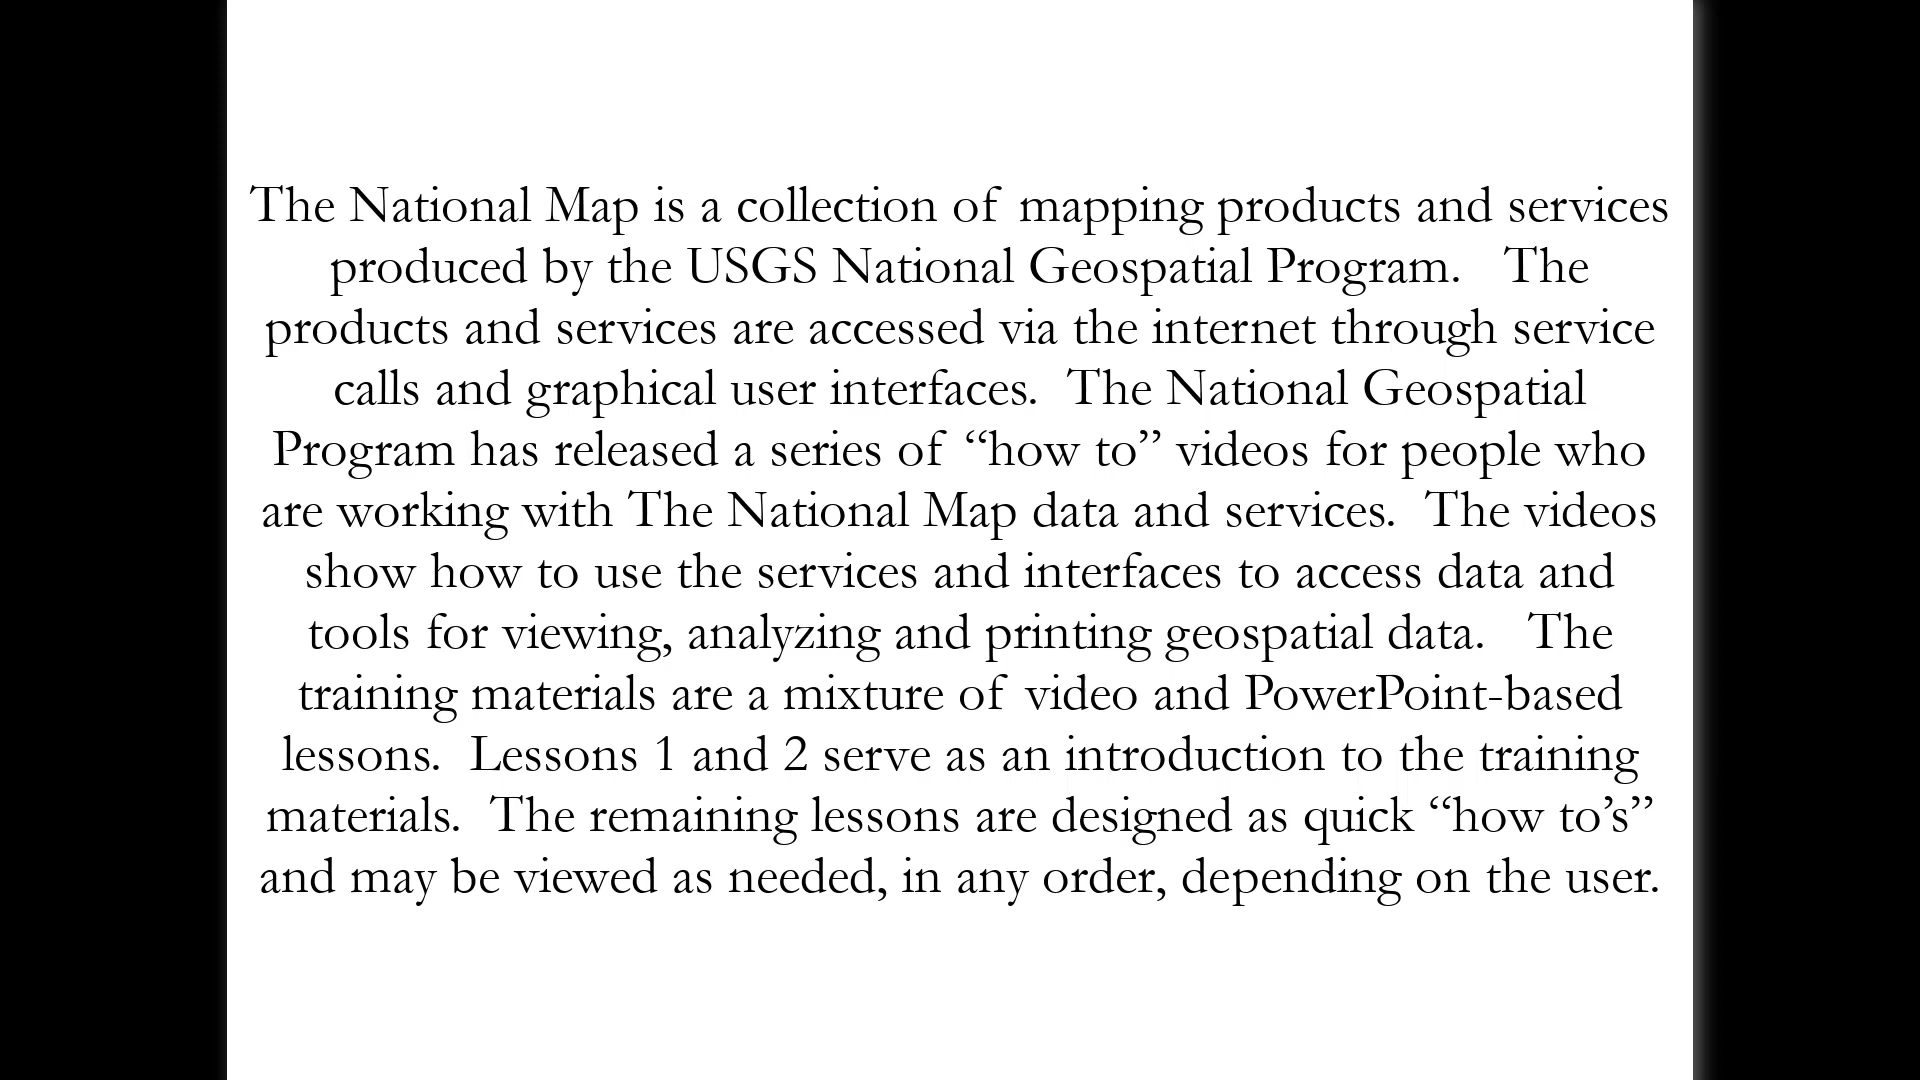 The National Map is a collection of mapping products and services
produced by the USGS National Geospatial Program.   The
products and services are accessed via the internet through service
calls and graphical user interfaces.  The National Geospatial
Program has released a series of “how to” videos for people who
are working with The National Map data and services.  The videos
show how to use the services and interfaces to access data and
tools for viewing, analyzing and printing geospatial data.   The
training materials are a mixture of video and PowerPoint-based
lessons.  Lessons 1 and 2 serve as an introduction to the training
materials.  The remaining lessons are designed as quick “how to’s”
and may be viewed as needed, in any order, depending on the user.